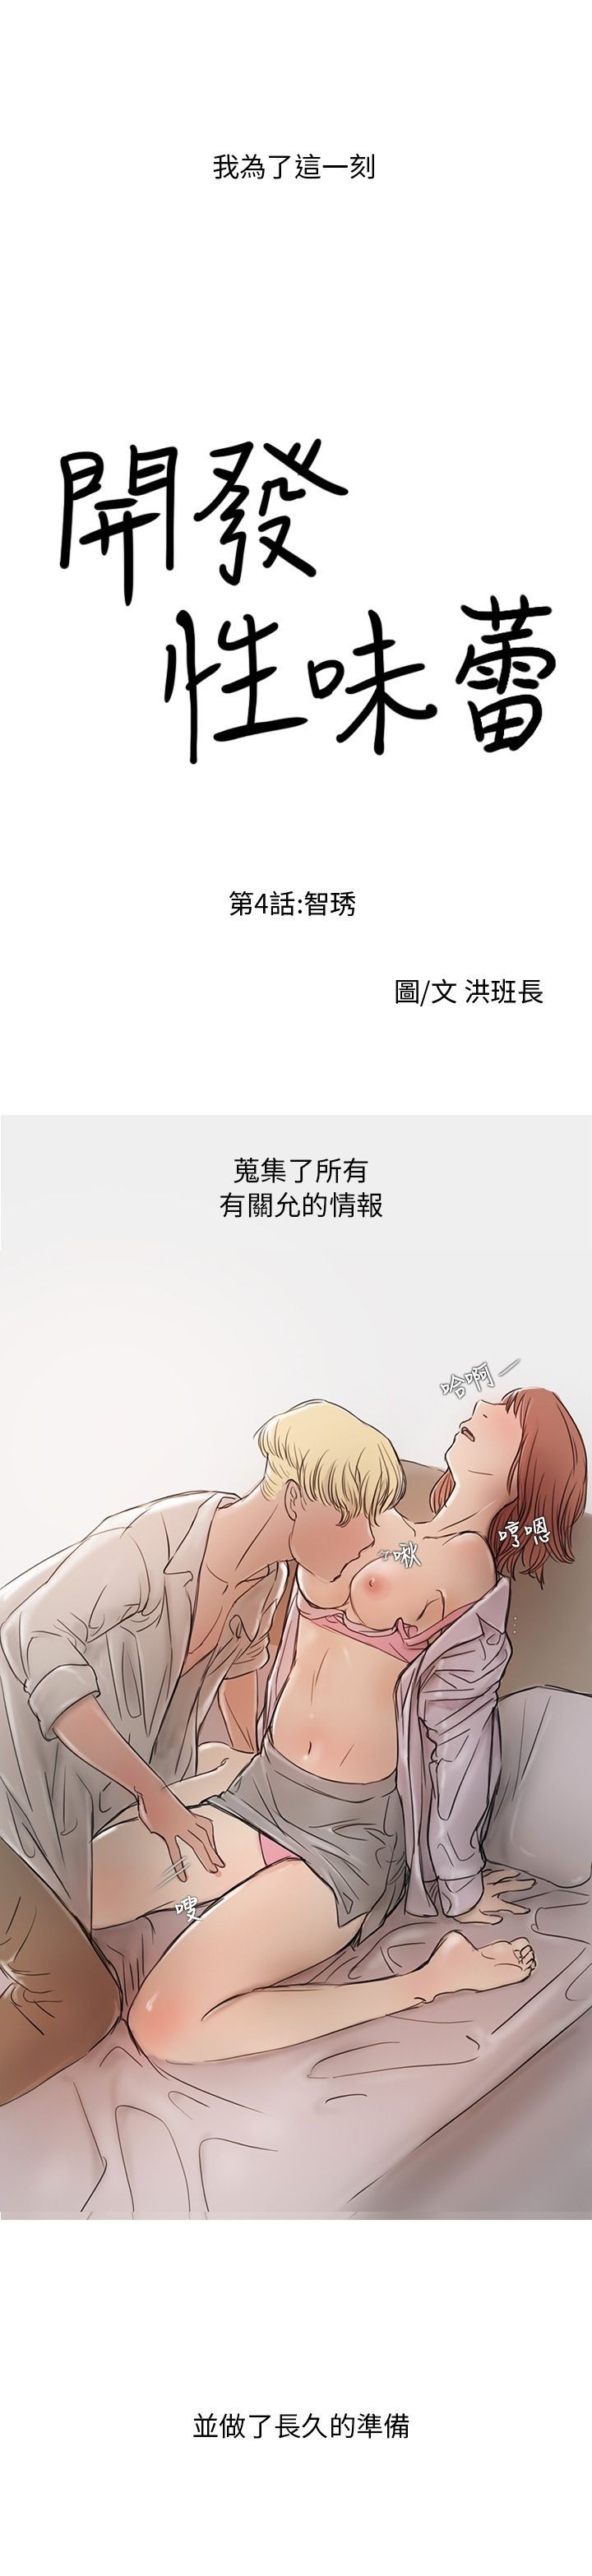 我為了這一刻
開發
性味蕾
第4話:智琇
圖/文 洪班長
蒐集了所有
有關允的情報
哈啊一
哼嗯
啾
嗖
並做了長久的準備